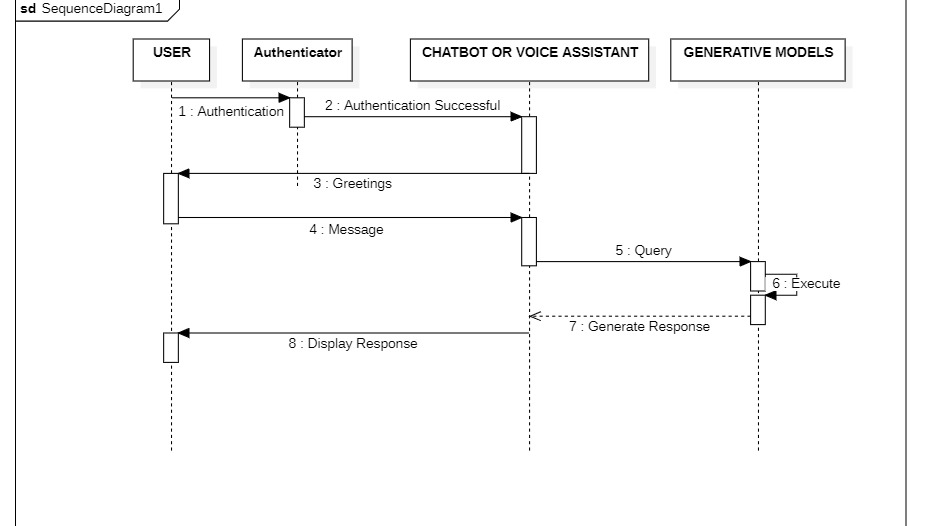 sd SequenceDiagram1
USER
Authenticator
CHATBOT OR VOICE ASSISTANT
GENERATIVE MODELS
1 : Authentication
2 : Authentication Successful
3 : Greetings
4 : Message
5 : Query
6 : Execute
7 : Generate Response
8 : Display Response